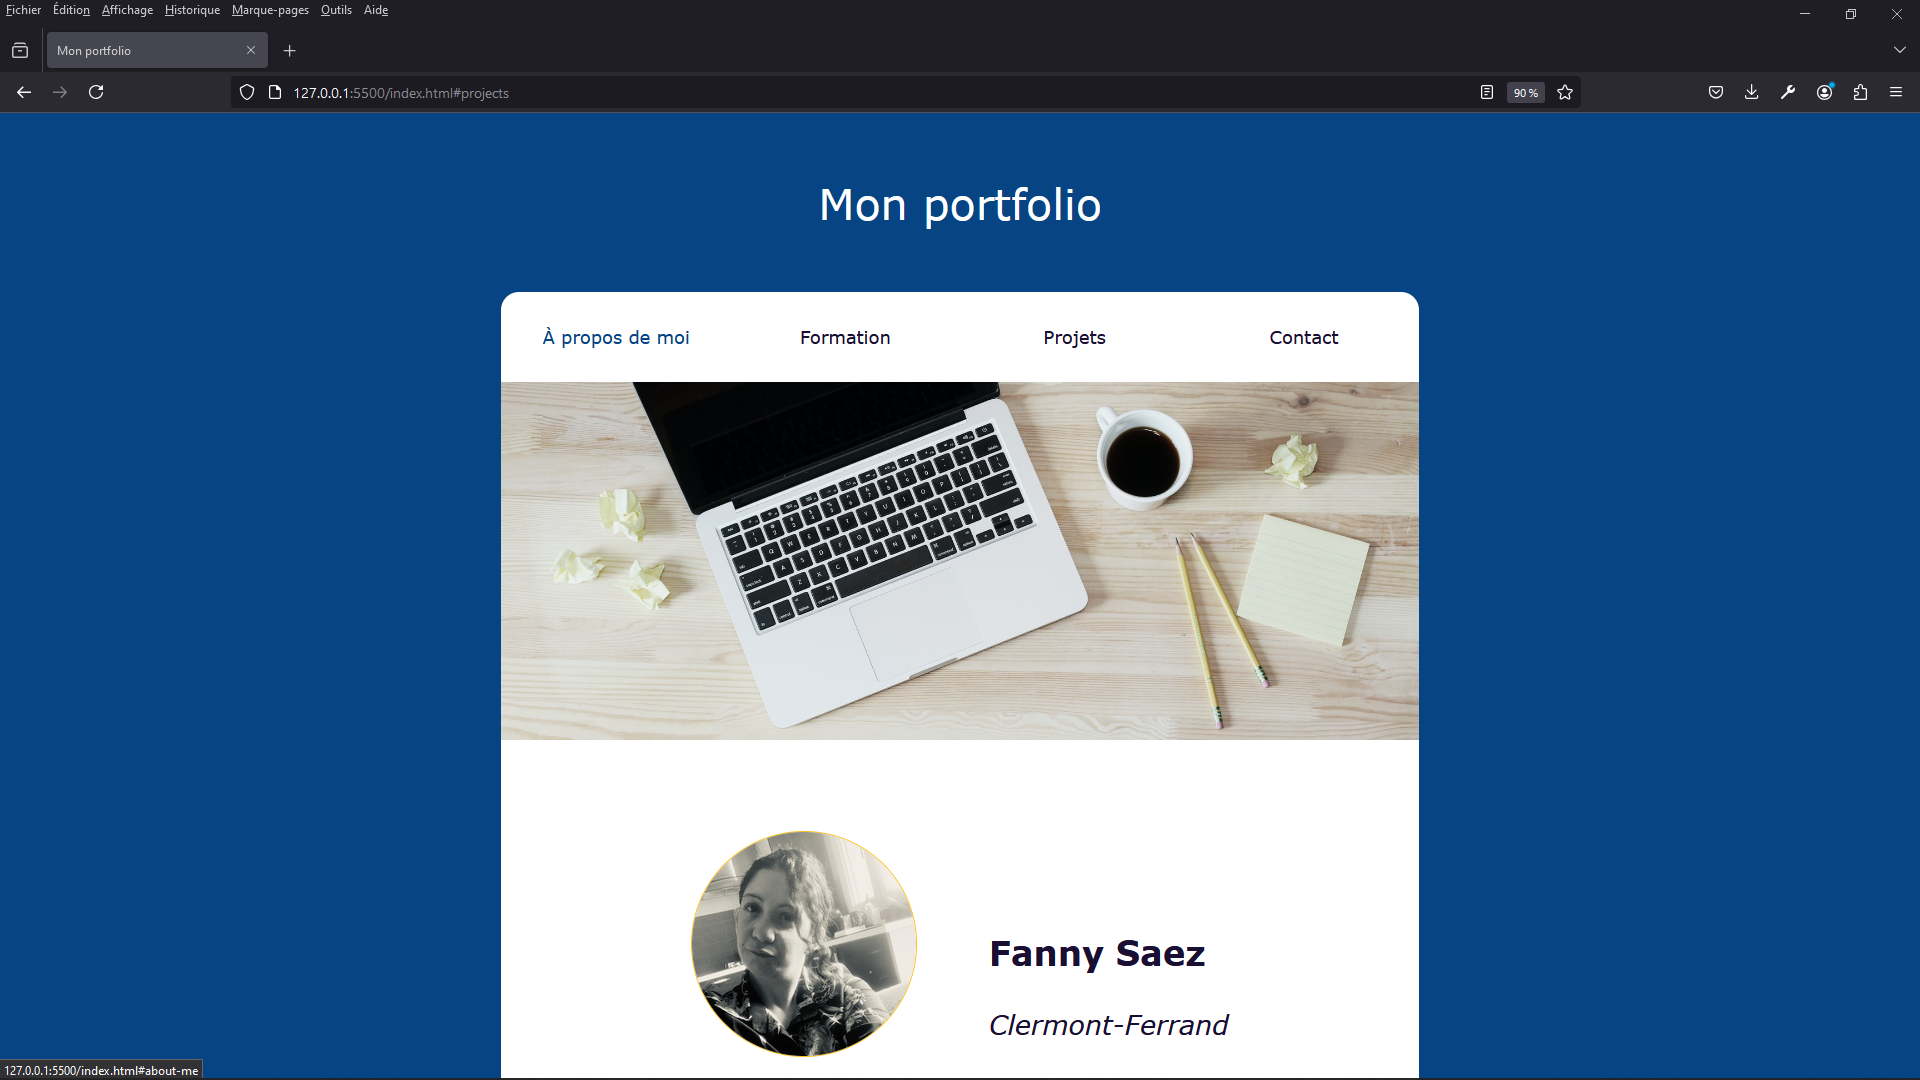 Fichier Édition Affichage Historique Marque-pages Outils Aide
Mon portfolio
127.0.0.1:5500/index.html#projects
90 %
Mon portfolio
À propos de moi Formation Projets Contact
Fanny Saez
Clermont-Ferrand
127.0.0.1:5500/index.html#about-me